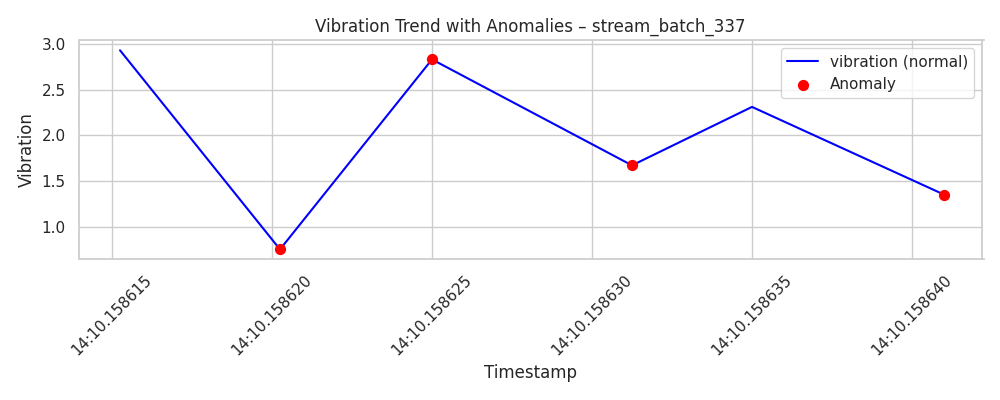 Vibration Trend with Anomalies – stream_batch_337
3.0
2.5
2.0
1.5
1.0
Vibration
vibration (normal)
Anomaly
14:10.158615
14:10.158620
14:10.158625
14:10.158630
14:10.158635
14:10.158640
Timestamp